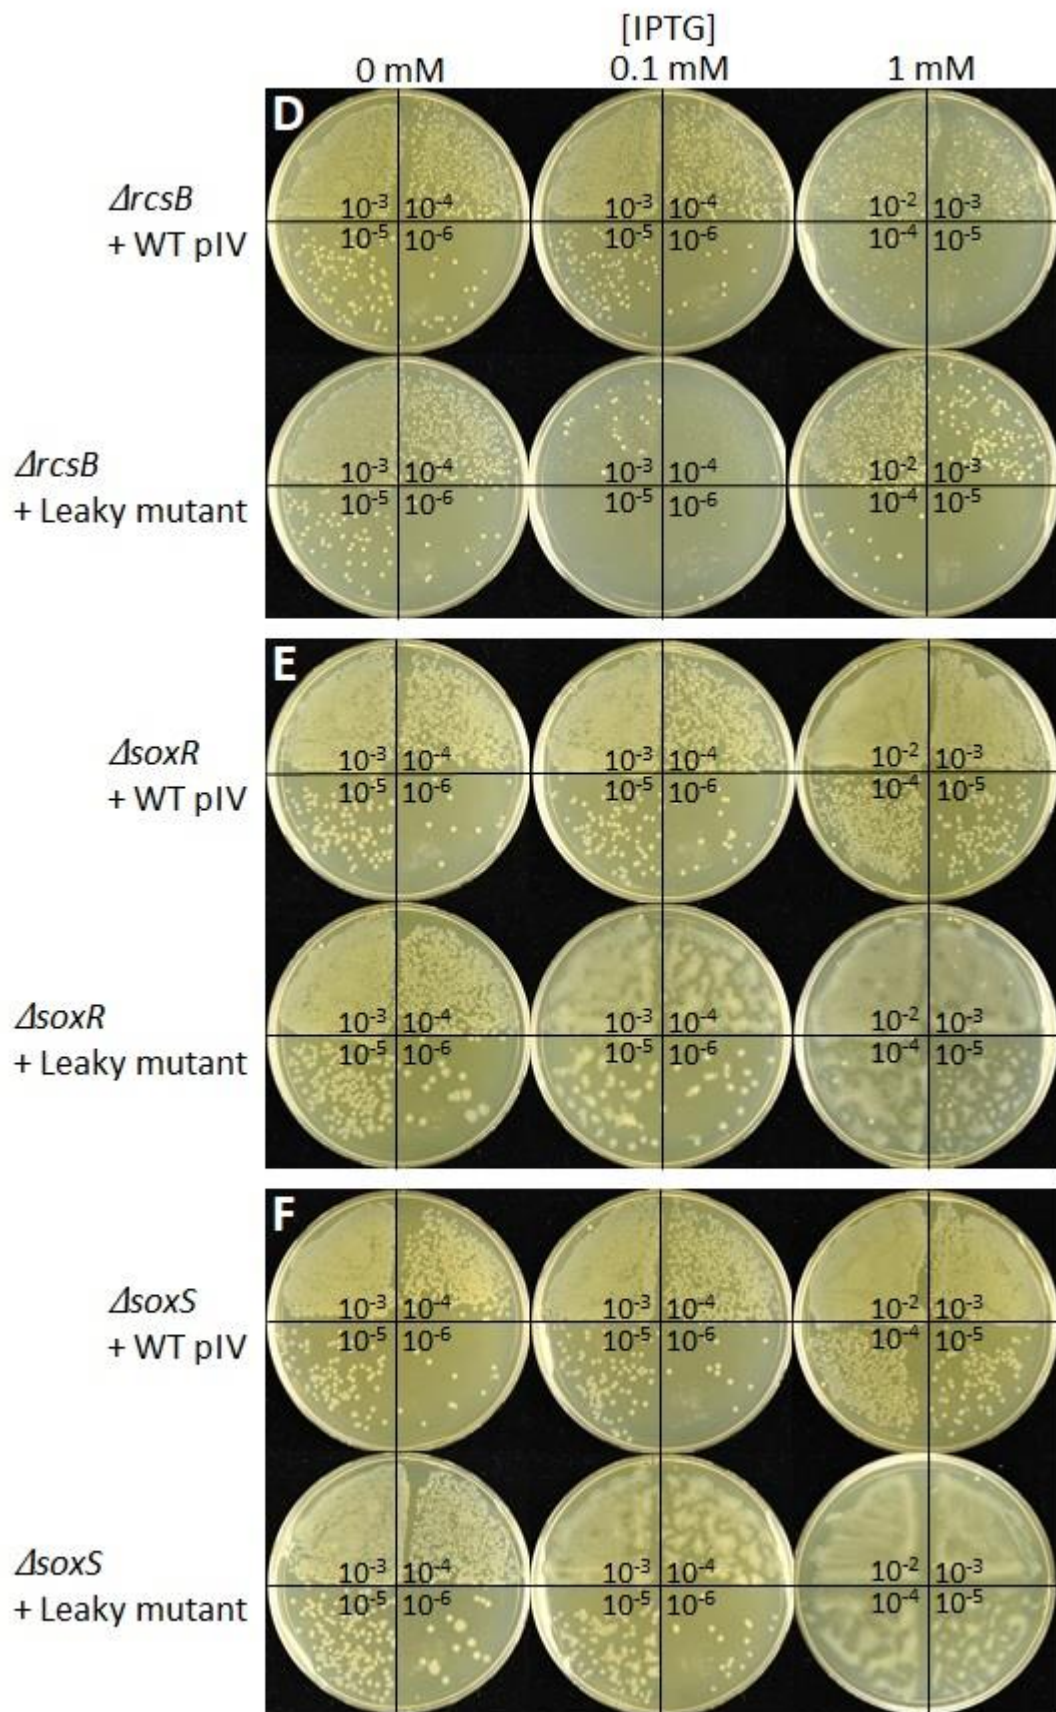 [IPTG]
0 mM 0.1 mM 1 mM
D
ΔrcsB
+ WT pIV
10⁻³ 10⁻⁴ 10⁻³ 10⁻⁴ 10⁻² 10⁻³
10⁻⁵ 10⁻⁶ 10⁻⁵ 10⁻⁶ 10⁻⁴ 10⁻⁵
ΔrcsB
+ Leaky mutant
10⁻³ 10⁻⁴ 10⁻³ 10⁻⁴ 10⁻² 10⁻³
10⁻⁵ 10⁻⁶ 10⁻⁵ 10⁻⁶ 10⁻⁴ 10⁻⁵
E
ΔsoxR
+ WT pIV
10⁻³ 10⁻⁴ 10⁻³ 10⁻⁴ 10⁻² 10⁻³
10⁻⁵ 10⁻⁶ 10⁻⁵ 10⁻⁶ 10⁻⁴ 10⁻⁵
ΔsoxR
+ Leaky mutant
10⁻³ 10⁻⁴ 10⁻³ 10⁻⁴ 10⁻² 10⁻³
10⁻⁵ 10⁻⁶ 10⁻⁵ 10⁻⁶ 10⁻⁴ 10⁻⁵
F
ΔsoxS
+ WT pIV
10⁻³ 10⁻⁴ 10⁻³ 10⁻⁴ 10⁻² 10⁻³
10⁻⁵ 10⁻⁶ 10⁻⁵ 10⁻⁶ 10⁻⁴ 10⁻⁵
ΔsoxS
+ Leaky mutant
10⁻³ 10⁻⁴ 10⁻³ 10⁻⁴ 10⁻² 10⁻³
10⁻⁵ 10⁻⁶ 10⁻⁵ 10⁻⁶ 10⁻⁴ 10⁻⁵